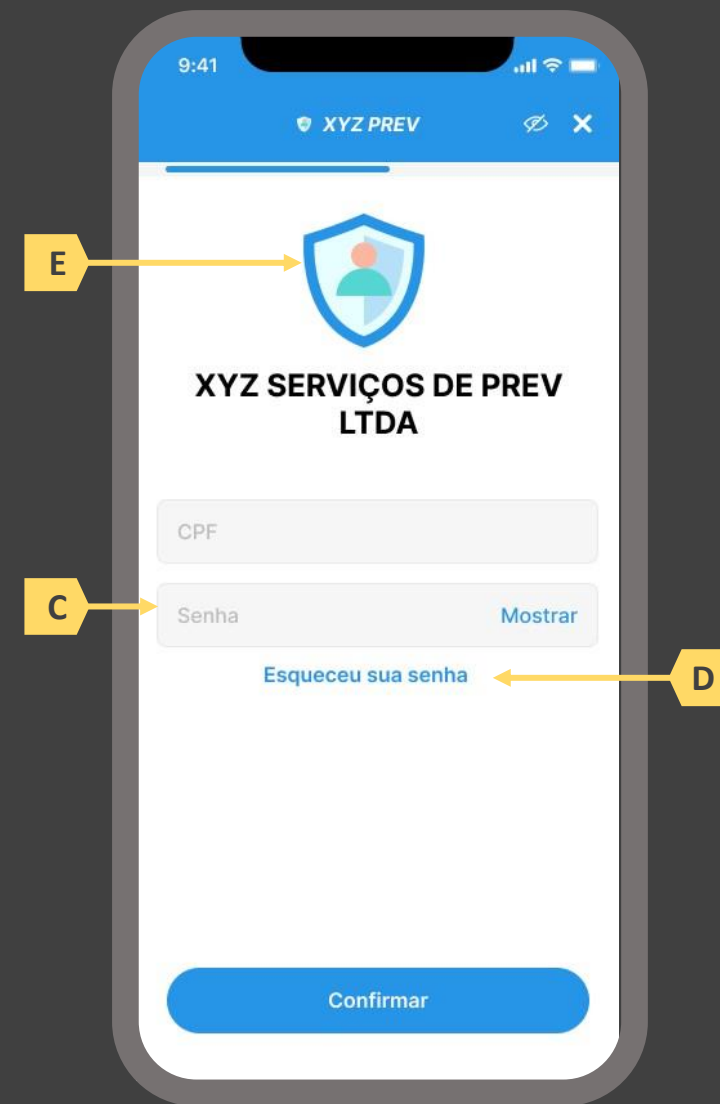 9:41
XYZ PREV
E
XYZ SERVIÇOS DE PREV
LTDA
CPF
C
Senha
Mostrar
Esqueceu sua senha
D
Confirmar